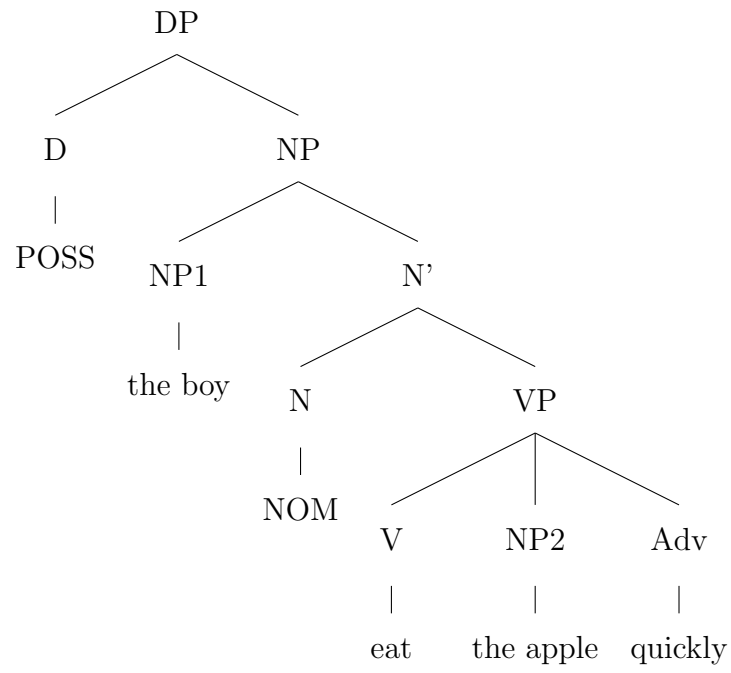 DP
D NP
POSS NP1 N’
the boy N VP
NOM V NP2 Adv
eat the apple quickly